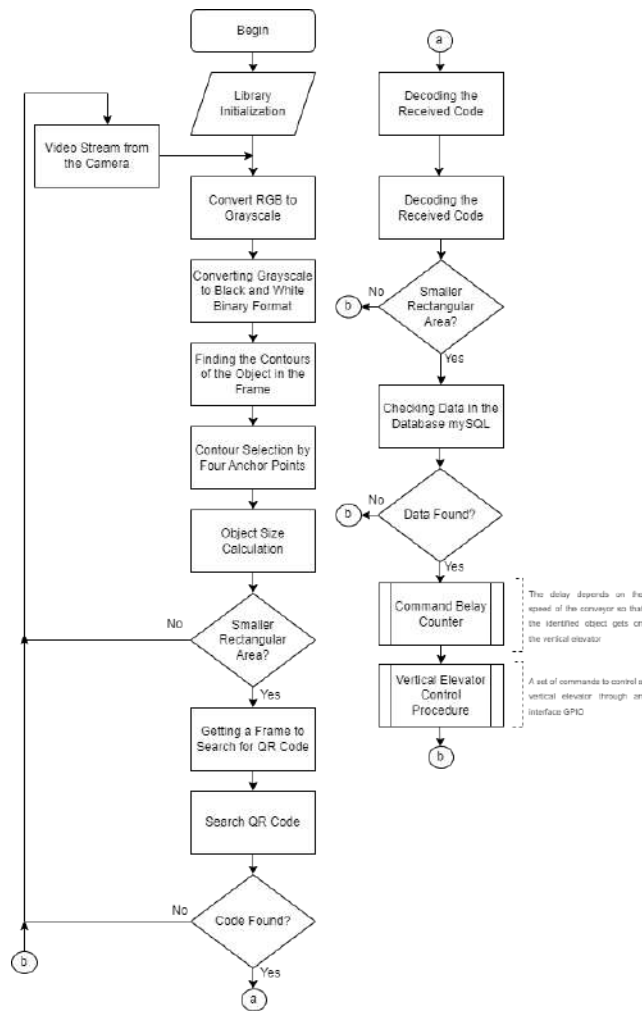 Begin
Library
Initialization
Video Stream from
the Camera
Convert RGB to
Grayscale
Converting Grayscale
to Black and White
Binary Format
Finding the Contours
of the Object in the
Frame
Contour Selection by
Four Anchor Points
Object Size
Calculation
No
Smaller
Rectangular
Area?
Yes
Getting a Frame to
Search for QR Code
Search QR Code
No
Code Found?
Yes
b
a
a
Decoding the
Received Code
Decoding the
Received Code
No
b
Smaller
Rectangular
Area?
Yes
Checking Data in the
Database mySQL
No
b
Data Found?
Yes
Command Belay
Counter
The delay depends on the
speed of the conveyor so that
the identified object gets on
the vertical elevator
Vertical Elevator
Control
Procedure
A set of commands to control a
vertical elevator through an
interface GPIO
b